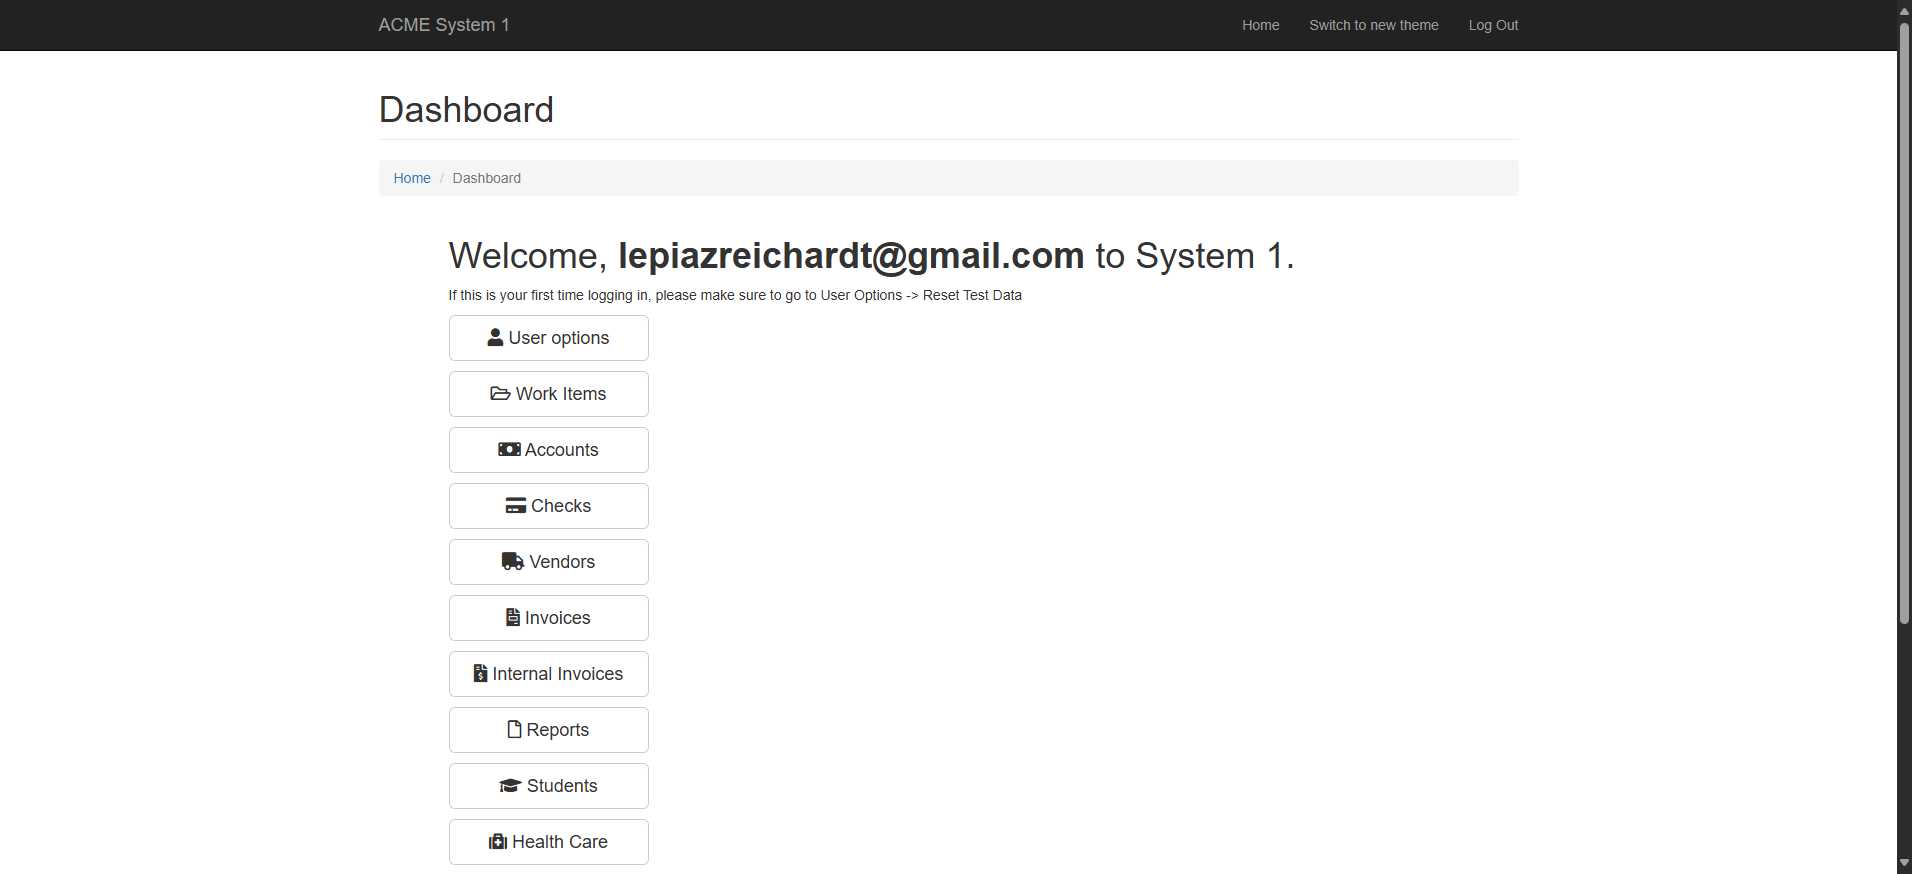 ACME System 1
Home
Switch to new theme
Log Out
Dashboard
Home / Dashboard
Welcome, lepiazreichardt@gmail.com to System 1.
If this is your first time logging in, please make sure to go to User Options -> Reset Test Data
User options
Work Items
Accounts
Checks
Vendors
Invoices
Internal Invoices
Reports
Students
Health Care